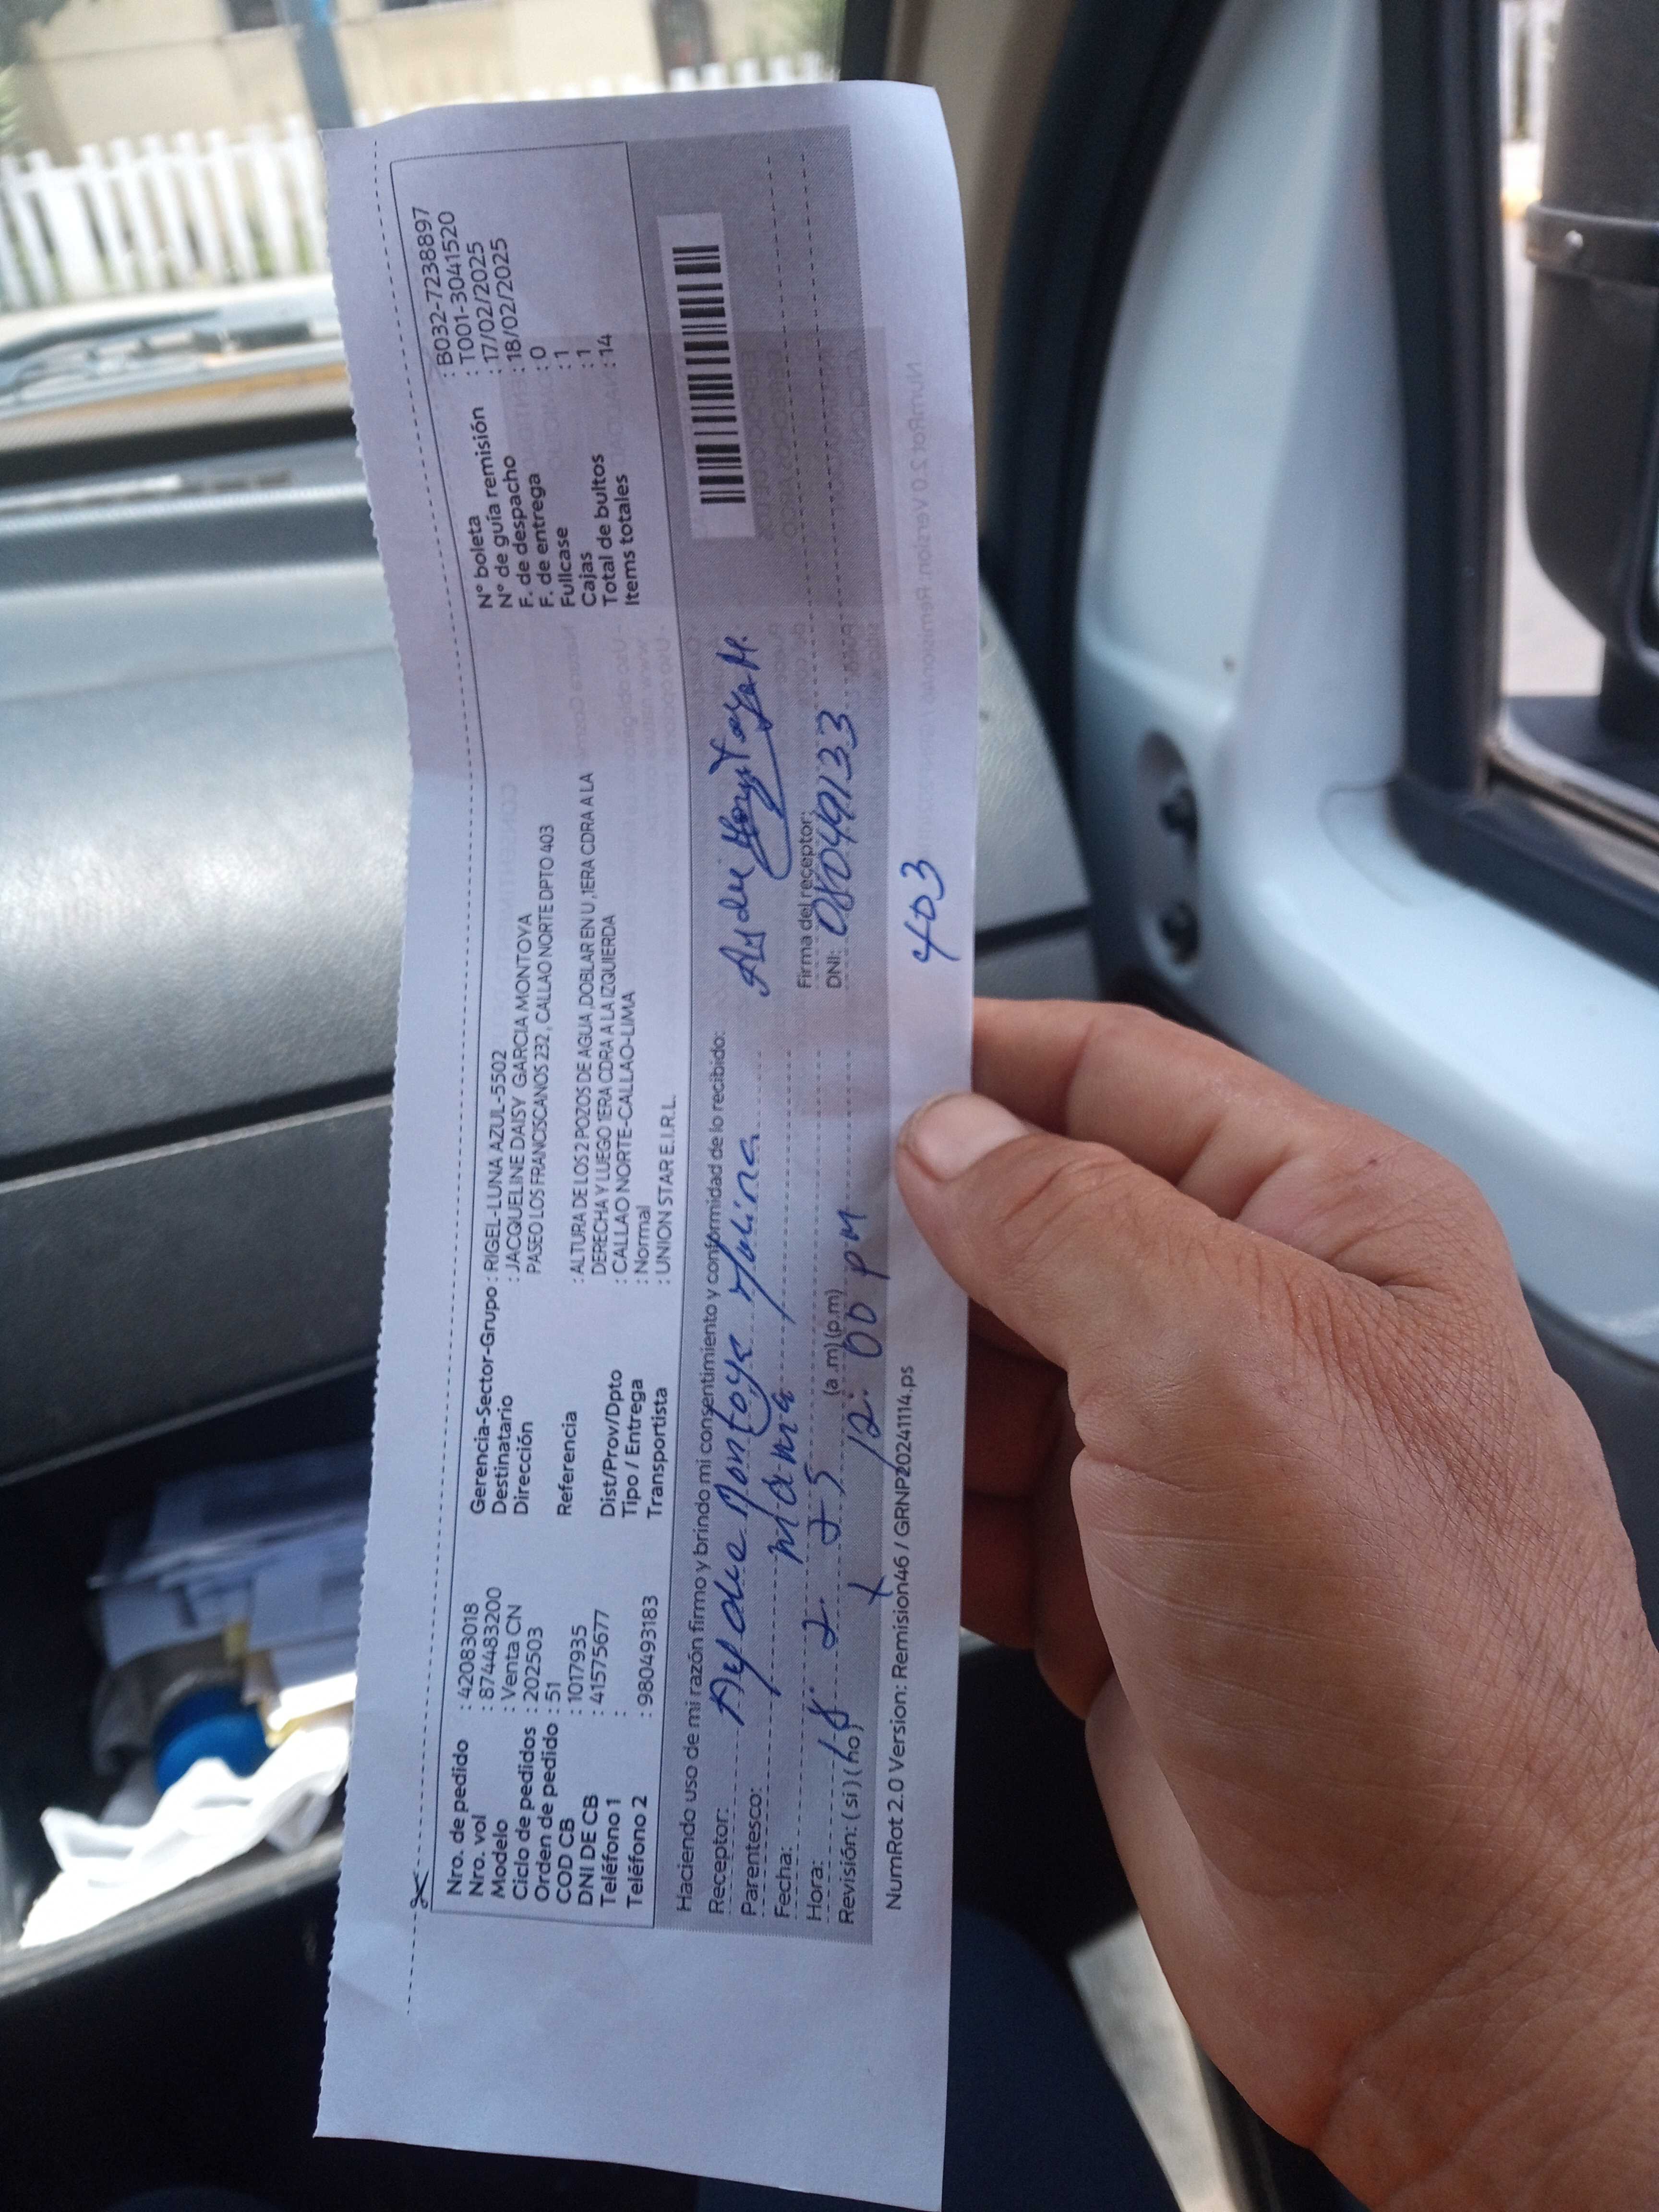 Nro. de pedido : 42083018
Nro. vol : 8744483200
Modelo : Venta CN
Ciclo de pedidos : 202503
Orden de pedido : 51
COD CB : 1017935
DNI DE CB : 41575677
Teléfono 1 :
Teléfono 2 : 980493183
Gerencia-Sector-Grupo : RIGEL-LUNA AZUL-5502
Destinatario : JACQUELINE DAISY GARCIA MONTOYA
Dirección PASEO LOS FRANCISCANOS 232 , CALLAO NORTE DPTO 403
Referencia : ALTURA DE LOS 2 POZOS DE AGUA ,DOBLAR EN U ,1ERA CDRA A LA
DERECHA Y LUEGO 1ERA CDRA A LA IZQUIERDA
Dist/Prov/Dpto : CALLAO NORTE-CALLAO-LIMA
Tipo / Entrega : Normal
Transportista : UNION STAR E.I.R.L.
N° boleta : B032-7238897
N° de guía remisión : T001-3041520
F. de despacho : 17/02/2025
F. de entrega : 18/02/2025
Fullcase : 0
Cajas : 1
Total de bultos : 1
Items totales : 14
Haciendo uso de mi razón firmo y brindo mi consentimiento y conformidad de lo recibido:
Receptor: Aydee Montoya Molina
Parentesco: mamá
Fecha: 18. 2. 25
Hora: (a .m) (p.m) 12:00 pm
Revisión: ( si ) ( no )
Montoya M.
Firma del receptor:
DNI: 08049133
NumRot 2.0 Version: Remision46 / GRNP20241114.ps
403